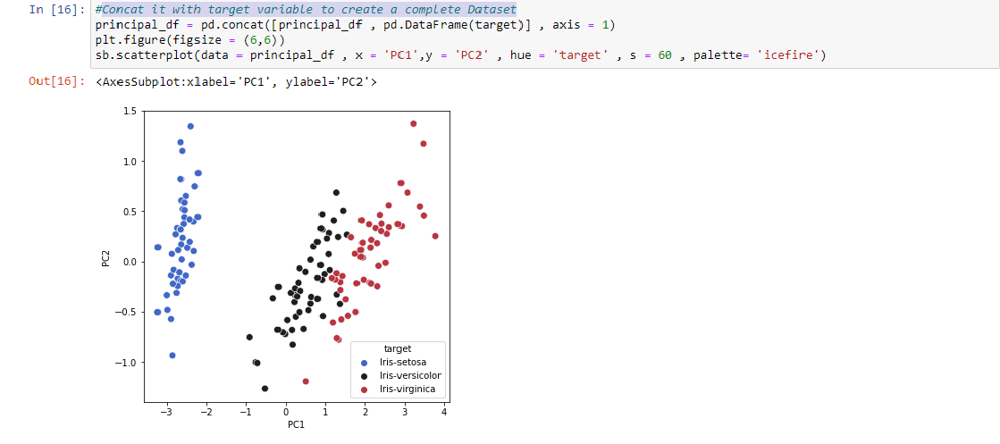 In [16]: #Concat it with target variable to create a complete Dataset
principal_df = pd.concat([principal_df , pd.DataFrame(target)] , axis = 1)
plt.figure(figsize = (6,6))
sb.scatterplot(data = principal_df , x = 'PC1',y = 'PC2' , hue = 'target' , s = 60 , palette= 'icefire')
Out[16]: <AxesSubplot:xlabel='PC1', ylabel='PC2'>
1.5
1.0
0.5
0.0
−0.5
−1.0
PC2
target
Iris-setosa
Iris-versicolor
Iris-virginica
−3 −2 −1 0 1 2 3 4
PC1